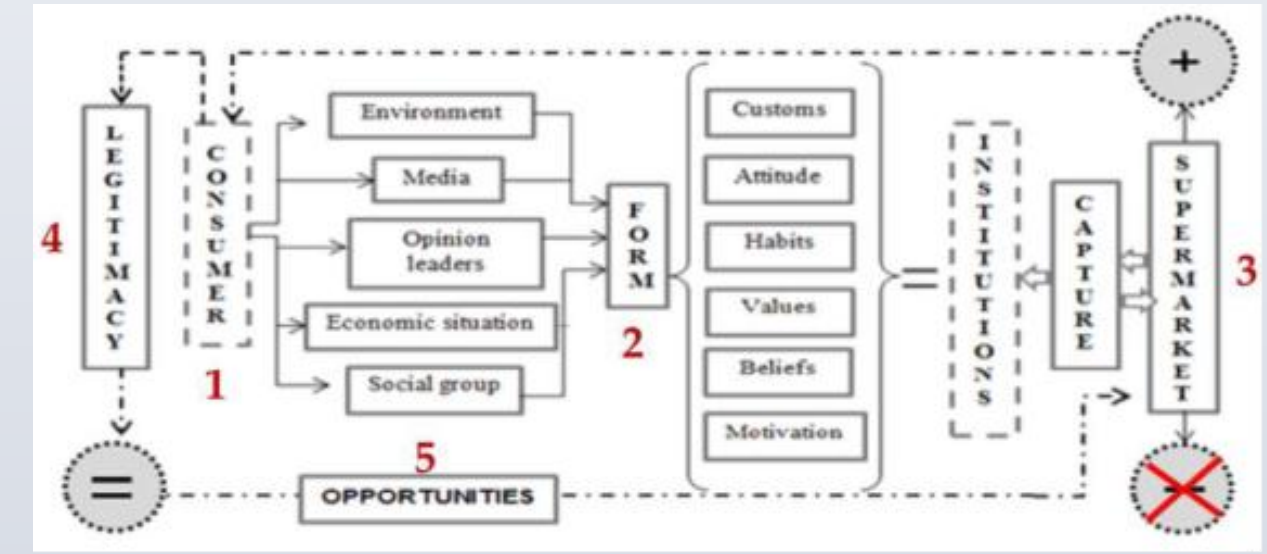 +
LEGITIMACY
CONSUMER
Environment
Media
Opinion
leaders
Economic situation
Social group
FORM
Customs
Attitude
Habits
Values
Beliefs
Motivation
=
INSTITUTIONS
CAPTURE
SUPERMARKET
4
1
2
3
5
=
OPPORTUNITIES